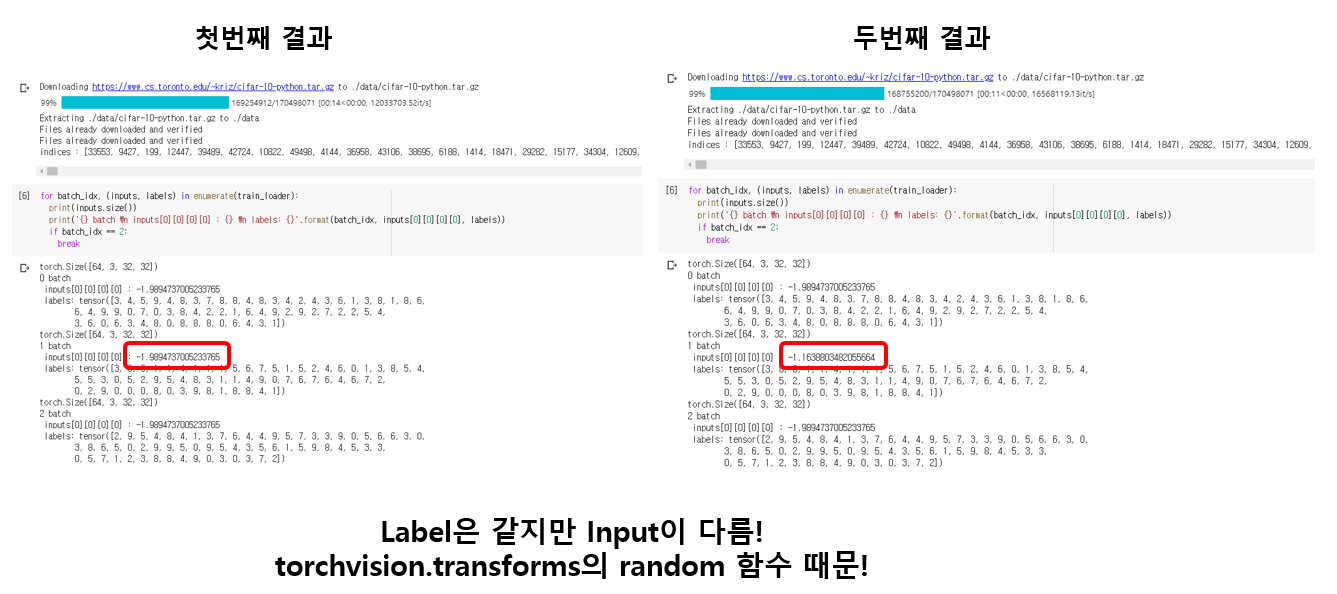 첫번째 결과
Downloading https://www.cs.toronto.edu/~kriz/cifar-10-python.tar.gz to ./data/cifar-10-python.tar.gz
99% 169254912/170498071 [00:14<00:00, 12033703.52it/s]
Extracting ./data/cifar-10-python.tar.gz to ./data
Files already downloaded and verified
Files already downloaded and verified
indices : [33553, 9427, 199, 12447, 39489, 42724, 10822, 49498, 4144, 36958, 43106, 38695, 6188, 1414, 18471, 29282, 15177, 34304, 12609,
[6] for batch_idx, (inputs, labels) in enumerate(train_loader):
print(inputs.size())
print('{} batch ₩n inputs[0][0][0][0] : {} ₩n labels: {}'.format(batch_idx, inputs[0][0][0][0], labels))
if batch_idx == 2:
break
torch.Size([64, 3, 32, 32])
0 batch
inputs[0][0][0][0] : -1.9894737005233765
labels: tensor([3, 4, 5, 9, 4, 8, 3, 7, 8, 8, 4, 8, 3, 4, 2, 4, 3, 6, 1, 3, 8, 1, 8, 6,
6, 4, 9, 9, 0, 7, 0, 3, 8, 4, 2, 2, 1, 6, 4, 9, 2, 9, 2, 7, 2, 2, 5, 4,
3, 6, 0, 6, 3, 4, 8, 0, 8, 8, 8, 0, 6, 4, 3, 1])
torch.Size([64, 3, 32, 32])
1 batch
inputs[0][0][0][0] : -1.9894737005233765
labels: tensor([3, 1, 1, 5, 6, 7, 5, 1, 5, 2, 4, 6, 0, 1, 3, 8, 5, 4,
5, 5, 3, 0, 5, 2, 9, 5, 4, 8, 3, 1, 1, 4, 9, 0, 7, 6, 7, 6, 4, 6, 7, 2,
0, 2, 9, 0, 0, 0, 8, 0, 3, 9, 8, 1, 8, 8, 4, 1])
torch.Size([64, 3, 32, 32])
2 batch
inputs[0][0][0][0] : -1.9894737005233765
labels: tensor([2, 9, 5, 4, 8, 4, 1, 3, 7, 6, 4, 4, 9, 5, 7, 3, 3, 9, 0, 5, 6, 6, 3, 0,
3, 8, 6, 5, 0, 2, 9, 9, 5, 0, 9, 5, 4, 3, 5, 6, 1, 5, 9, 8, 4, 5, 3, 3,
0, 5, 7, 1, 2, 3, 8, 8, 4, 9, 0, 3, 0, 3, 7, 2])
두번째 결과
Downloading https://www.cs.toronto.edu/~kriz/cifar-10-python.tar.gz to ./data/cifar-10-python.tar.gz
99% 168755200/170498071 [00:11<00:00, 16568119.13it/s]
Extracting ./data/cifar-10-python.tar.gz to ./data
Files already downloaded and verified
Files already downloaded and verified
indices : [33553, 9427, 199, 12447, 39489, 42724, 10822, 49498, 4144, 36958, 43106, 38695, 6188, 1414, 18471, 29282, 15177, 34304, 12609,
[6] for batch_idx, (inputs, labels) in enumerate(train_loader):
print(inputs.size())
print('{} batch ₩n inputs[0][0][0][0] : {} ₩n labels: {}'.format(batch_idx, inputs[0][0][0][0], labels))
if batch_idx == 2:
break
torch.Size([64, 3, 32, 32])
0 batch
inputs[0][0][0][0] : -1.9894737005233765
labels: tensor([3, 4, 5, 9, 4, 8, 3, 7, 8, 8, 4, 8, 3, 4, 2, 4, 3, 6, 1, 3, 8, 1, 8, 6,
6, 4, 9, 9, 0, 7, 0, 3, 8, 4, 2, 2, 1, 6, 4, 9, 2, 9, 2, 7, 2, 2, 5, 4,
3, 6, 0, 6, 3, 4, 8, 0, 8, 8, 8, 0, 6, 4, 3, 1])
torch.Size([64, 3, 32, 32])
1 batch
inputs[0][0][0][0] -1.1638803482055664
labels: tensor([3, 5, 6, 7, 5, 1, 5, 2, 4, 6, 0, 1, 3, 8, 5, 4,
5, 5, 3, 0, 5, 2, 9, 5, 4, 8, 3, 1, 1, 4, 9, 0, 7, 6, 7, 6, 4, 6, 7, 2,
0, 2, 9, 0, 0, 0, 8, 0, 3, 9, 8, 1, 8, 8, 4, 1])
torch.Size([64, 3, 32, 32])
2 batch
inputs[0][0][0][0] : -1.9894737005233765
labels: tensor([2, 9, 5, 4, 8, 4, 1, 3, 7, 6, 4, 4, 9, 5, 7, 3, 3, 9, 0, 5, 6, 6, 3, 0,
3, 8, 6, 5, 0, 2, 9, 9, 5, 0, 9, 5, 4, 3, 5, 6, 1, 5, 9, 8, 4, 5, 3, 3,
0, 5, 7, 1, 2, 3, 8, 8, 4, 9, 0, 3, 0, 3, 7, 2])
Label은 같지만 Input이 다름!
torchvision.transforms의 random 함수 때문!